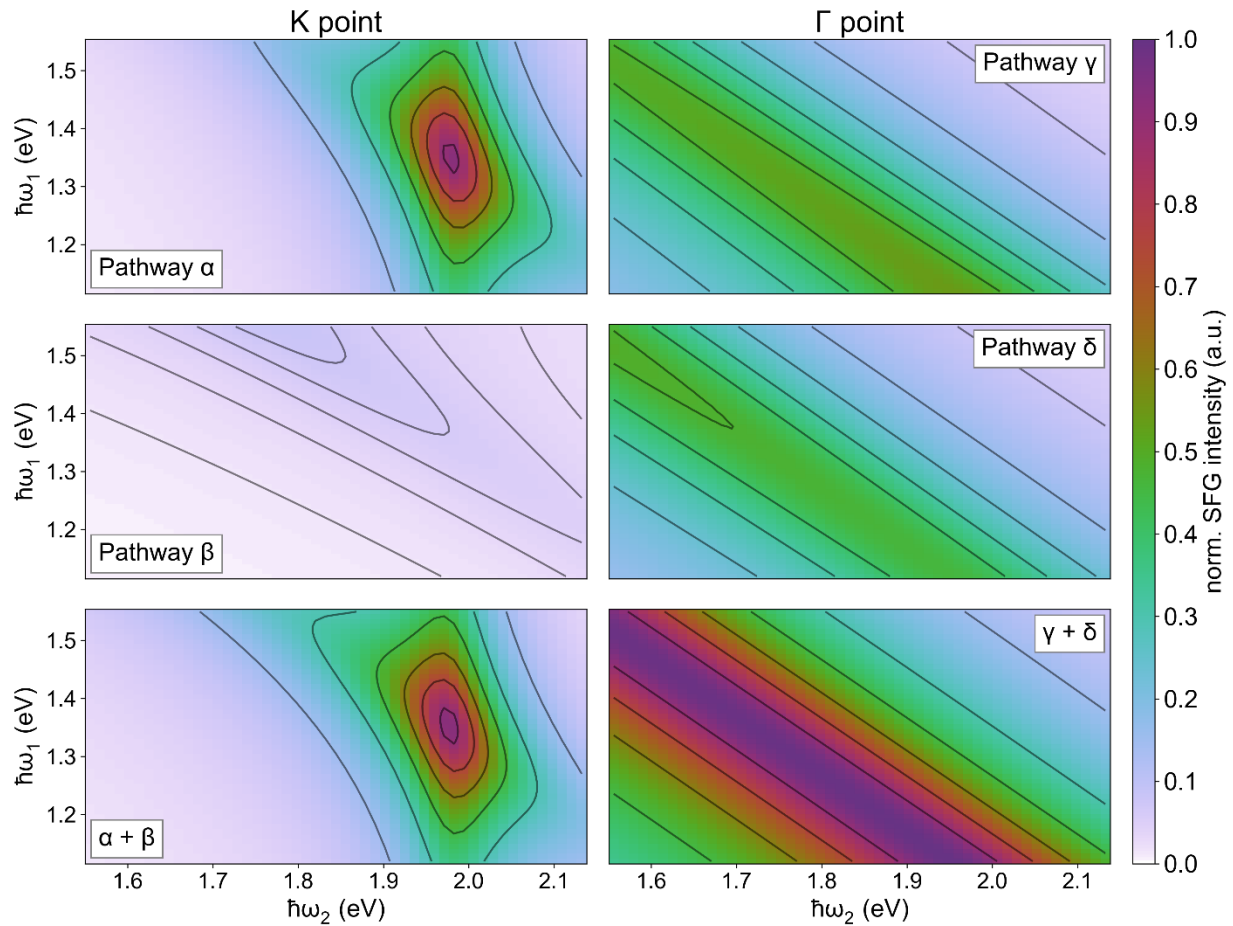 K point
Γ point
1.5
1.4
1.3
1.2
ħω₁ (eV)
Pathway α
Pathway γ
1.5
1.4
1.3
1.2
ħω₁ (eV)
Pathway β
Pathway δ
1.5
1.4
1.3
1.2
ħω₁ (eV)
α + β
γ + δ
1.6 1.7 1.8 1.9 2.0 2.1
ħω₂ (eV)
1.6 1.7 1.8 1.9 2.0 2.1
ħω₂ (eV)
1.0
0.9
0.8
0.7
0.6
0.5
0.4
0.3
0.2
0.1
0.0
norm. SFG intensity (a.u.)